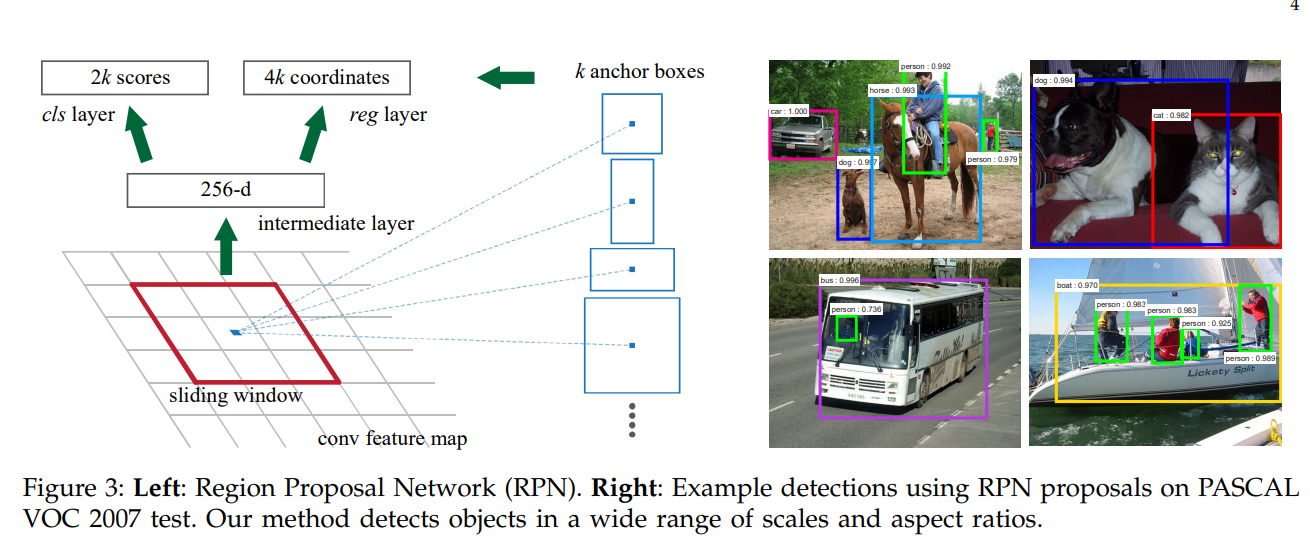 4
2k scores
4k coordinates
k anchor boxes
cls layer
reg layer
256-d
intermediate layer
sliding window
conv feature map
person : 0.992
horse : 0.993
car : 1.000
dog : 0.997
person : 0.979
dog : 0.994
cat : 0.982
bus : 0.996
person : 0.736
boat : 0.970
person : 0.983
person : 0.983
person : 0.925
person : 0.989
Lickety Split
Figure 3: Left: Region Proposal Network (RPN). Right: Example detections using RPN proposals on PASCAL
VOC 2007 test. Our method detects objects in a wide range of scales and aspect ratios.